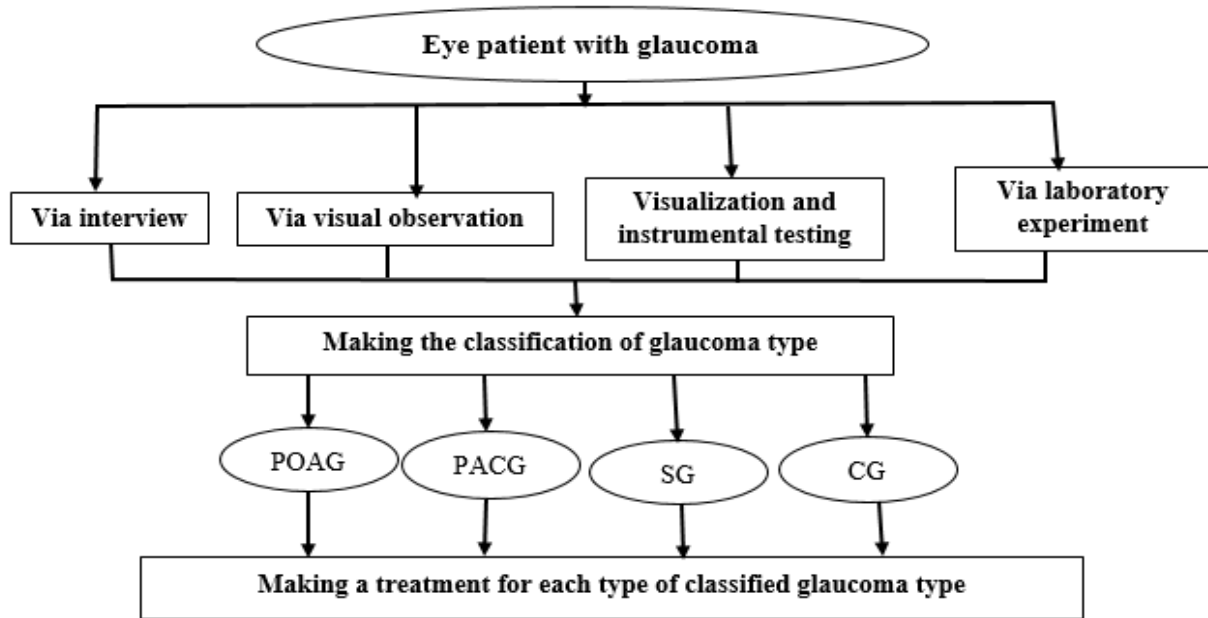 Eye patient with glaucoma
Via interview
Via visual observation
Visualization and
instrumental testing
Via laboratory
experiment
Making the classification of glaucoma type
POAG
PACG
SG
CG
Making a treatment for each type of classified glaucoma type